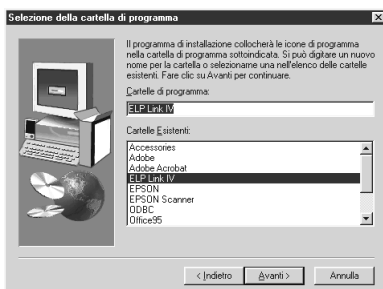 Selezione della cartella di programma
Il programma di installazione collocherà le icone di programma
nella cartella di programma sottoindicata. Si può digitare un nuovo
nome per la cartella o selezionarne una nell'elenco delle cartelle
esistenti. Fare clic su Avanti per continuare.
Cartelle di programma:
ELP Link IV
Cartelle Esistenti:
Accessories
Adobe
Adobe Acrobat
ELP Link IV
EPSON
EPSON Scanner
ODBC
Office95
< Indietro
Avanti >
Annulla